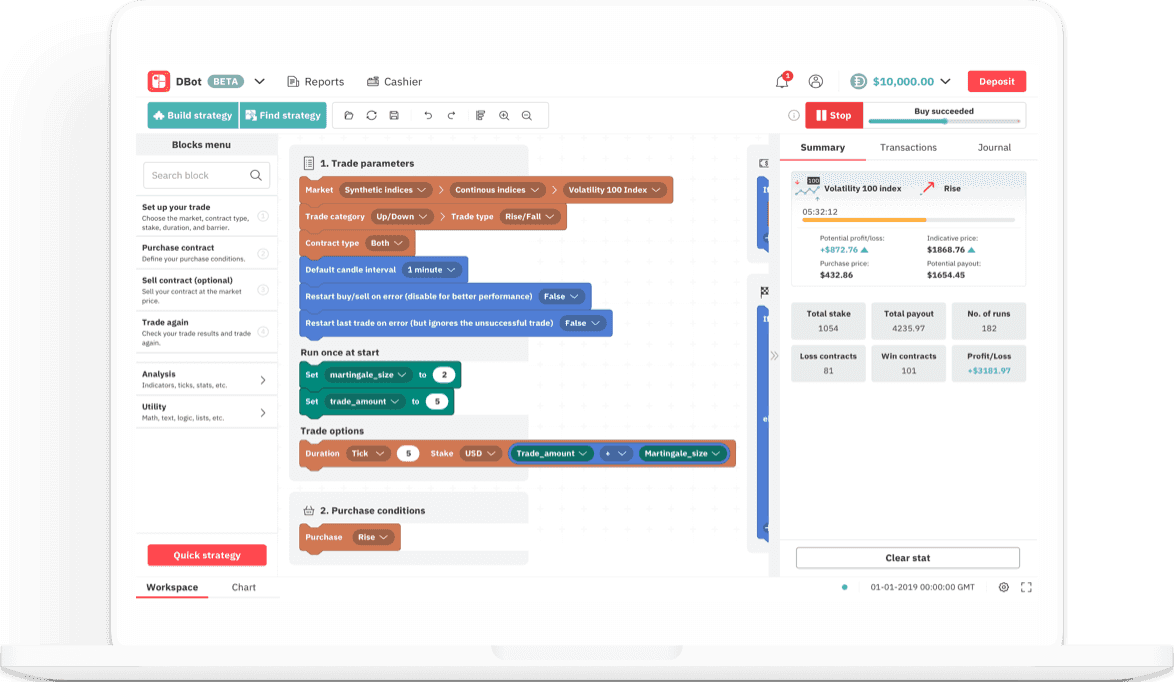 DBot BETA Reports Cashier 1 $10,000.00 Deposit
Build strategy Find strategy Stop Buy succeeded
Blocks menu
Search block
Set up your trade
Choose the market, contract type,
stake, duration, and barrier.
1
Purchase contract
Define your purchase conditions.
2
Sell contract (optional)
Sell your contract at the market
price.
3
Trade again
Check your trade results and trade
again.
4
Analysis
Indicators, ticks, stats, etc.
Utility
Math, text, logic, lists, etc.
Quick strategy
1. Trade parameters
Market Synthetic indices Continous indices Volatility 100 Index
Trade category Up/Down Trade type Rise/Fall
Contract type Both
Default candle interval 1 minute
Restart buy/sell on error (disable for better performance) False
Restart last trade on error (but ignores the unsuccessful trade) False
Run once at start
Set martingale_size to 2
Set trade_amount to 5
Trade options
Duration Tick 5 Stake USD Trade_amount + Martingale_size
2. Purchase conditions
Purchase Rise
Summary Transactions Journal
100 Volatility 100 index Rise
05:32:12
Potential profit/loss: Indicative price:
+$872.76 $1868.76
Purchase price: Potential payout:
$432.86 $1654.45
Total stake Total payout No. of runs
1054 4235.97 182
Loss contracts Win contracts Profit/Loss
81 101 +$3181.97
Clear stat
Workspace Chart 01-01-2019 00:00:00 GMT